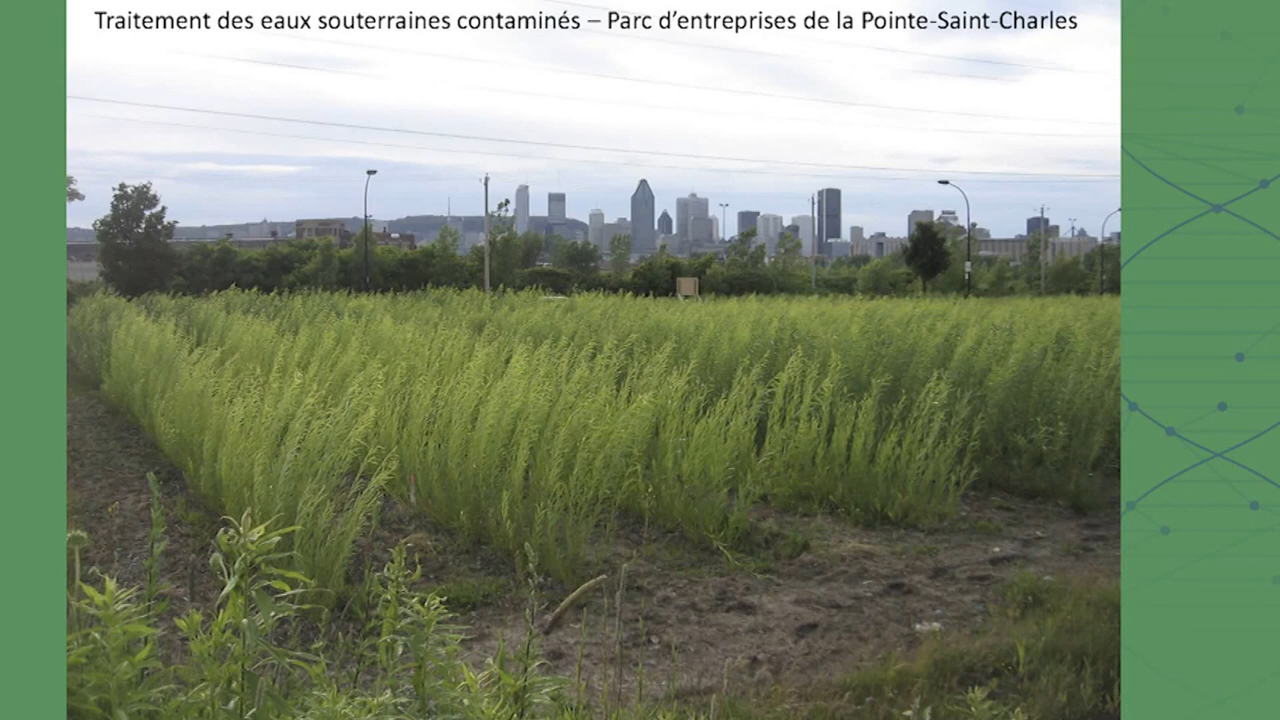 Traitement des eaux souterraines contaminés – Parc d’entreprises de la Pointe-Saint-Charles